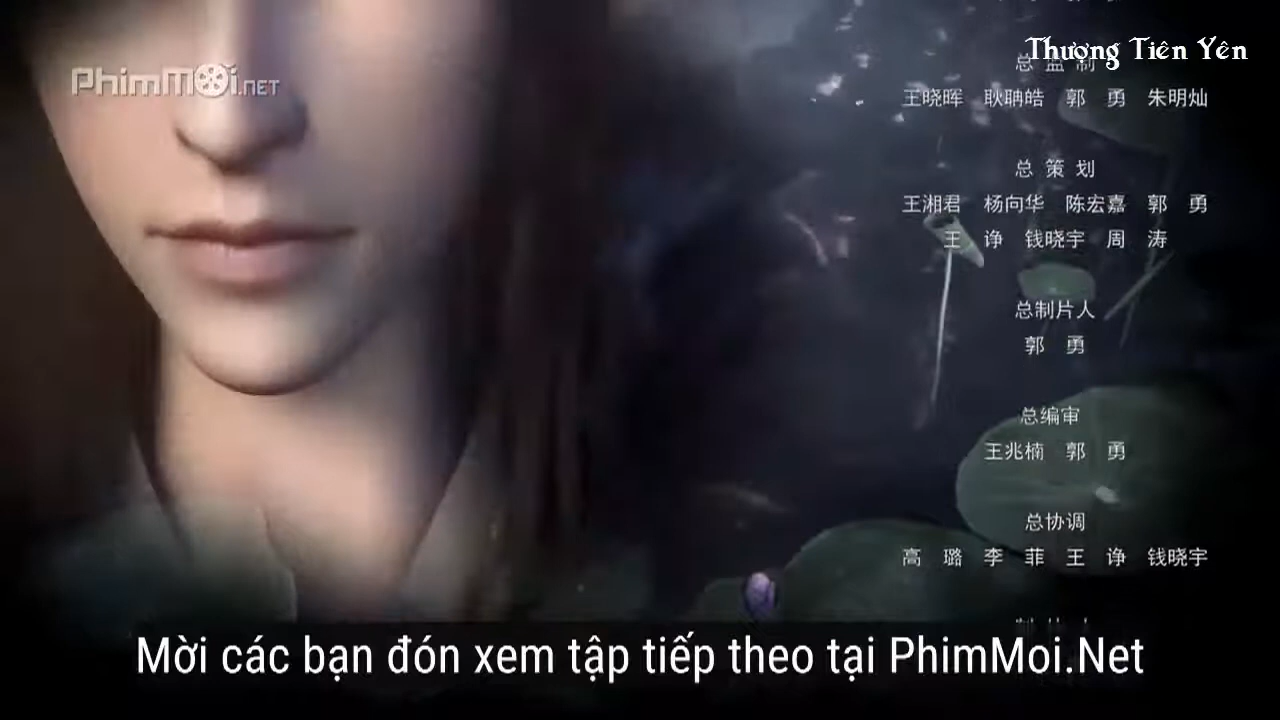 Thượng Tiên Yên
PhimMoi.NET
总 监 制
王晓晖 耿聃皓 郭 勇 朱明灿
总 策 划
王湘君 杨向华 陈宏嘉 郭 勇
王 诤 钱晓宇 周 涛
总制片人
郭 勇
总编审
王兆楠 郭 勇
总协调
高 璐 李 菲 王 诤 钱晓宇
Mời các bạn đón xem tập tiếp theo tại PhimMoi.Net